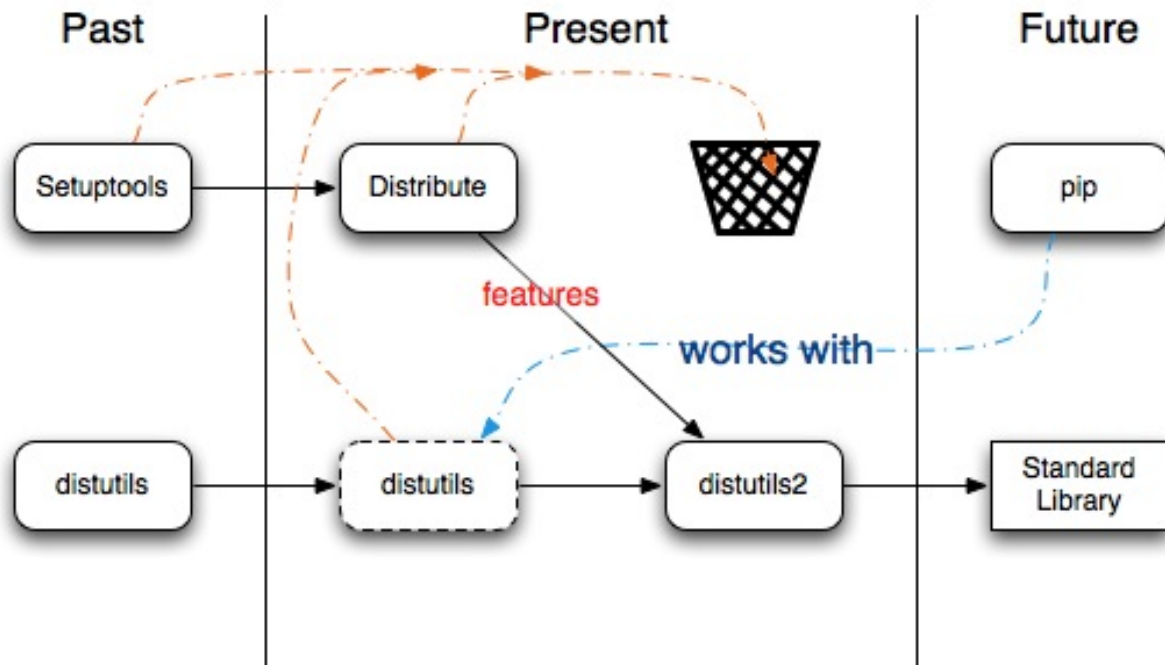 Past
Present
Future
Setuptools
Distribute
pip
features
works with
distutils
distutils
distutils2
Standard
Library